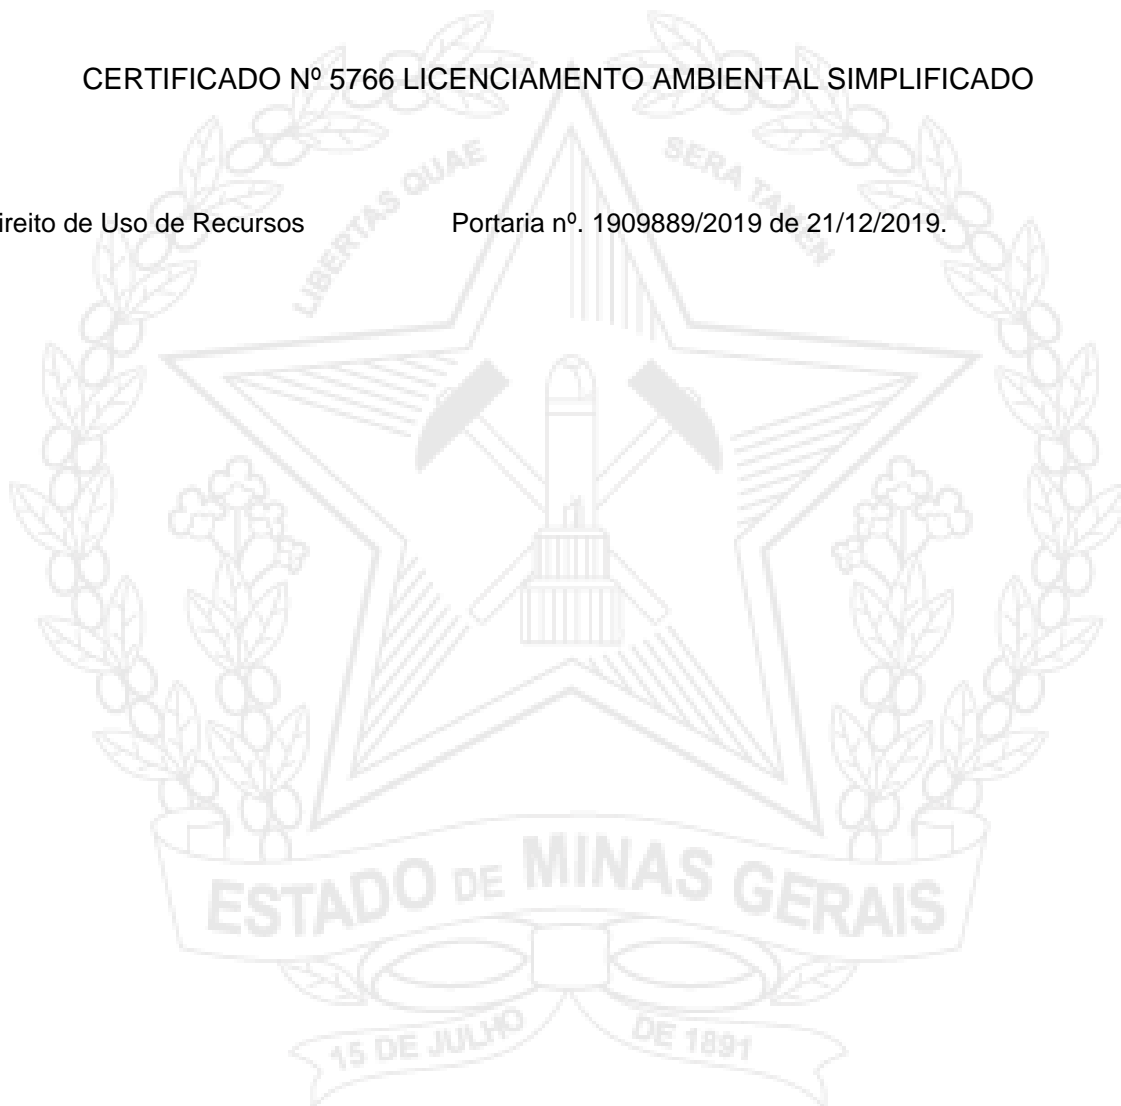 CERTIFICADO Nº 5766 LICENCIAMENTO AMBIENTAL SIMPLIFICADO
LIBERTAS QUAE SERA TAMEN
ireito de Uso de Recursos Portaria nº. 1909889/2019 de 21/12/2019.
ESTADO DE MINAS GERAIS
15 DE JULHO DE 1891